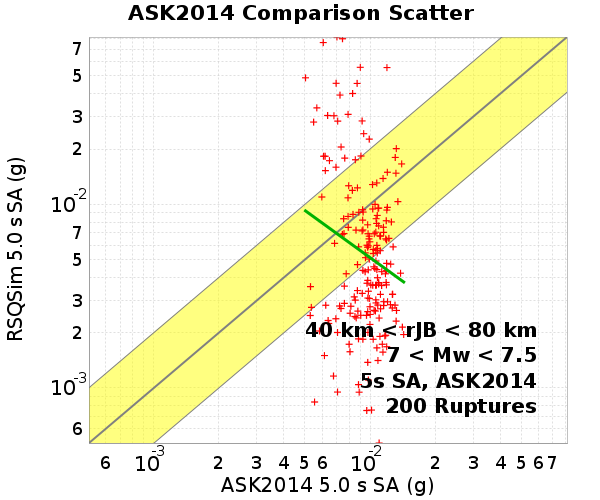 ASK2014 Comparison Scatter
RSQSim 5.0 s SA (g)
7
5
3
2
10-2
7
5
3
2
10-3
6
40 km < rJB < 80 km
7 < Mw < 7.5
5s SA, ASK2014
200 Ruptures
6 10-3 2 3 4 5 6 10-2 2 3 4 5 6 7
ASK2014 5.0 s SA (g)